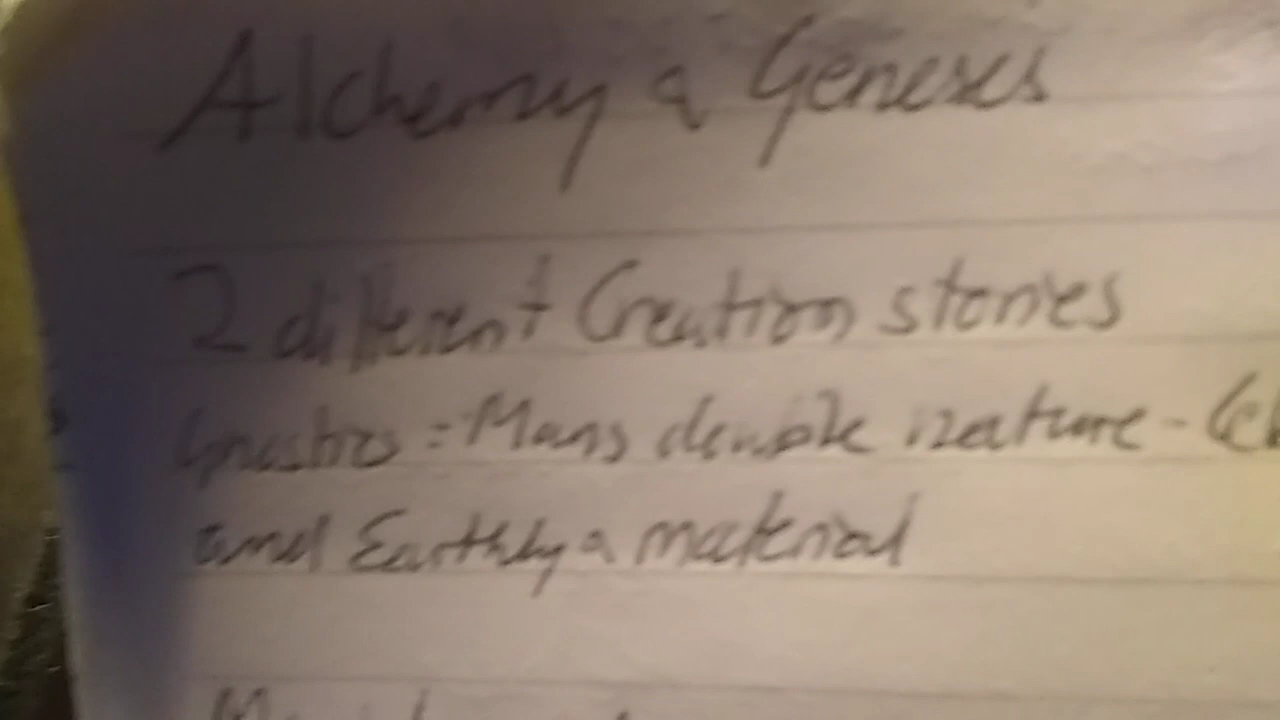 Alchemy & Genesis
2 different Creation stories
Gnostics = Mans double nature -
and Earthly & material